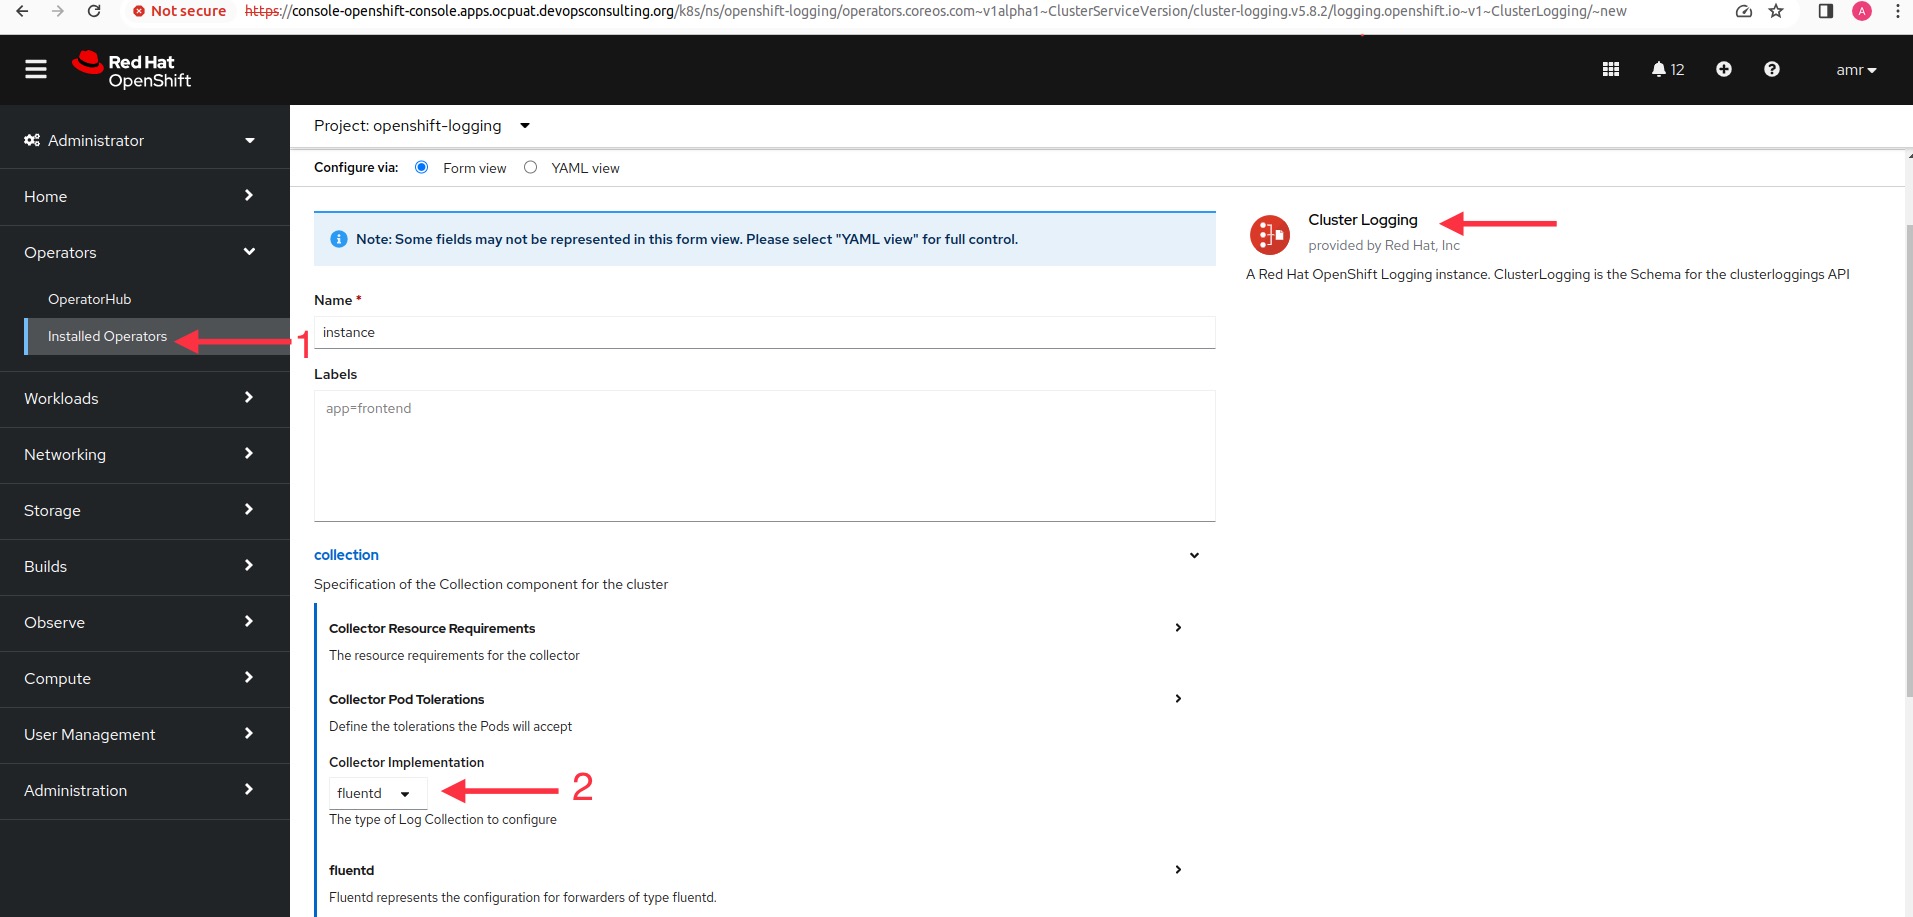 Not secure https://console-openshift-console.apps.ocpuat.devopsconsulting.org/k8s/ns/openshift-logging/operators.coreos.com~v1alpha1~ClusterServiceVersion/cluster-logging.v5.8.2/logging.openshift.io~v1~ClusterLogging/~new A
Red Hat
OpenShift
12
amr
Administrator
Home
Operators
OperatorHub
Installed Operators
1
Workloads
Networking
Storage
Builds
Observe
Compute
User Management
Administration
Project: openshift-logging
Configure via: Form view YAML view
Note: Some fields may not be represented in this form view. Please select "YAML view" for full control.
Name *
instance
Labels
app=frontend
collection
Specification of the Collection component for the cluster
Collector Resource Requirements
The resource requirements for the collector
Collector Pod Tolerations
Define the tolerations the Pods will accept
Collector Implementation
fluentd
2
The type of Log Collection to configure
fluentd
Fluentd represents the configuration for forwarders of type fluentd.
Cluster Logging
provided by Red Hat, Inc
A Red Hat OpenShift Logging instance. ClusterLogging is the Schema for the clusterloggings API